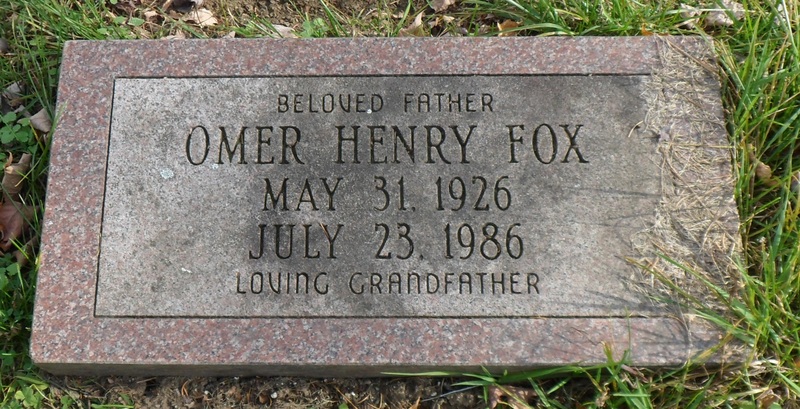 BELOVED FATHER
OMER HENRY FOX
MAY 31, 1926
JULY 23, 1986
LOVING GRANDFATHER